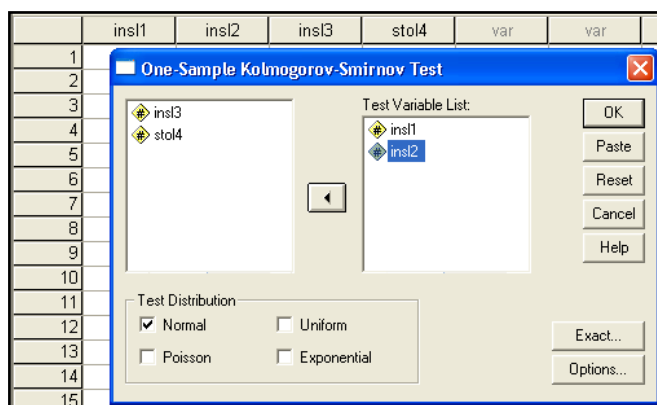 insl1 insl2 insl3 stol4 var var
1
One-Sample Kolmogorov-Smirnov Test
2
3
Test Variable List:
insl3
insl1
OK
4
stol4
insl2
5
Paste
6
Reset
7
8
Cancel
9
Help
10
11
Test Distribution
12
Normal
Uniform
Exact...
13
Poisson
Exponential
14
Options...
15